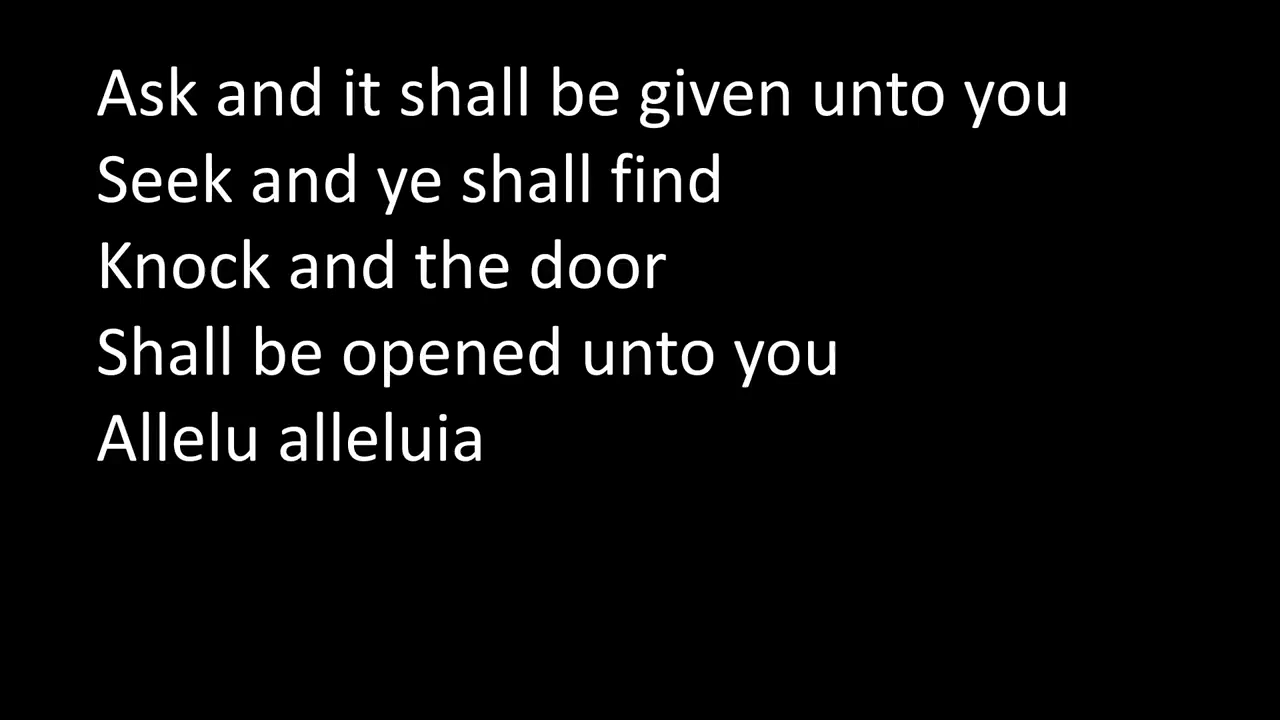 Ask and it shall be given unto you
Seek and ye shall find
Knock and the door
Shall be opened unto you
Allelu alleluia